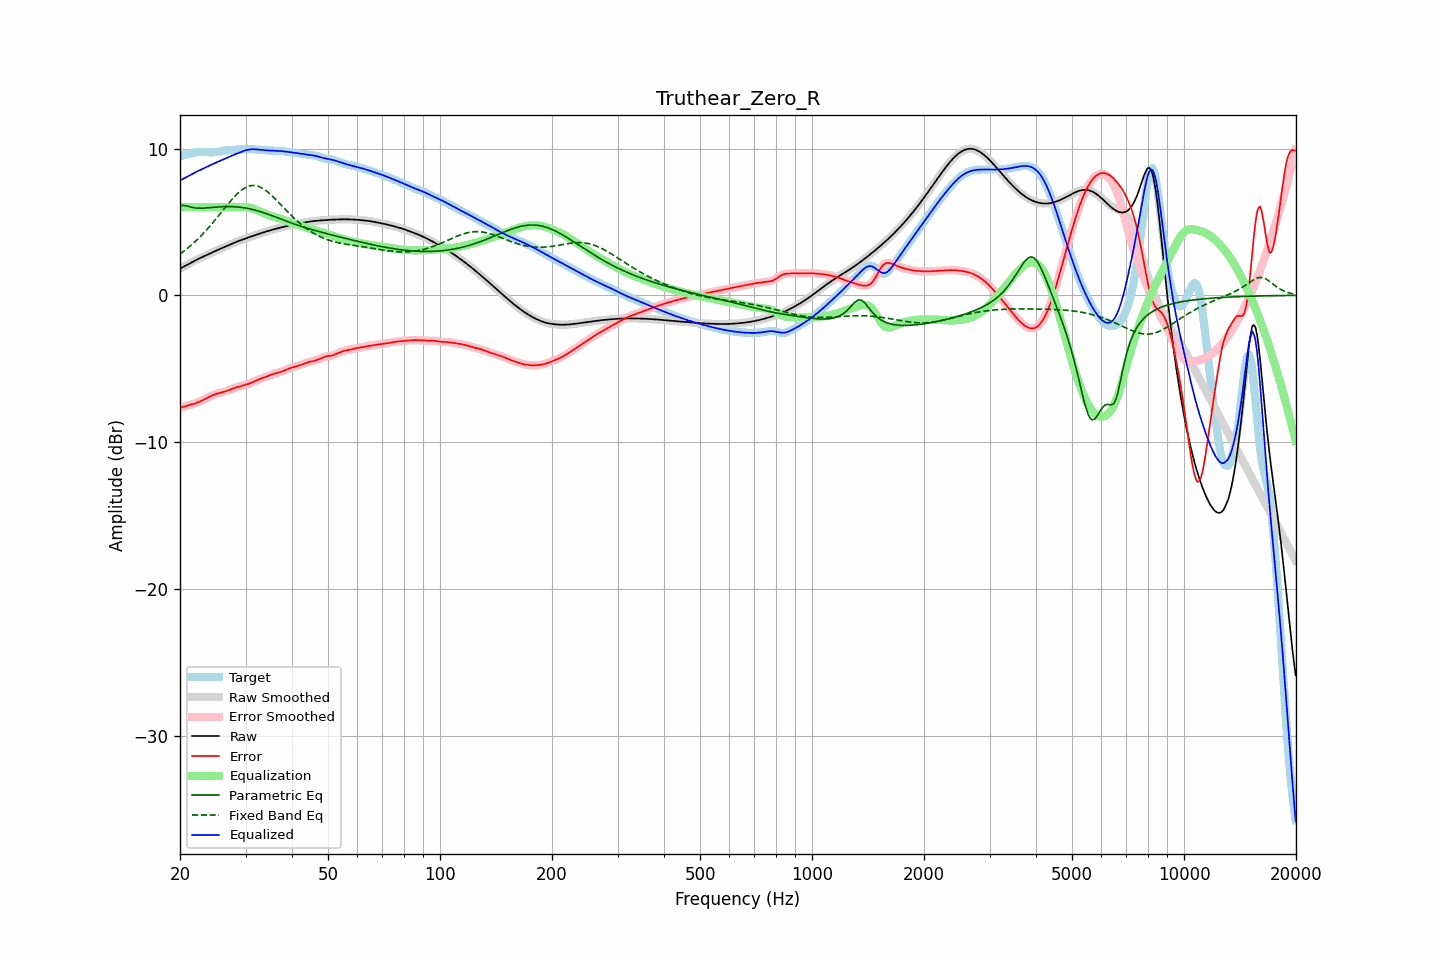 Truthear_Zero_R
Amplitude (dBr)
10
0
−10
−20
−30
Target
Raw Smoothed
Error Smoothed
Raw
Error
Equalization
Parametric Eq
Fixed Band Eq
Equalized
20 50 100 200 500 1000 2000 5000 10000 20000
Frequency (Hz)